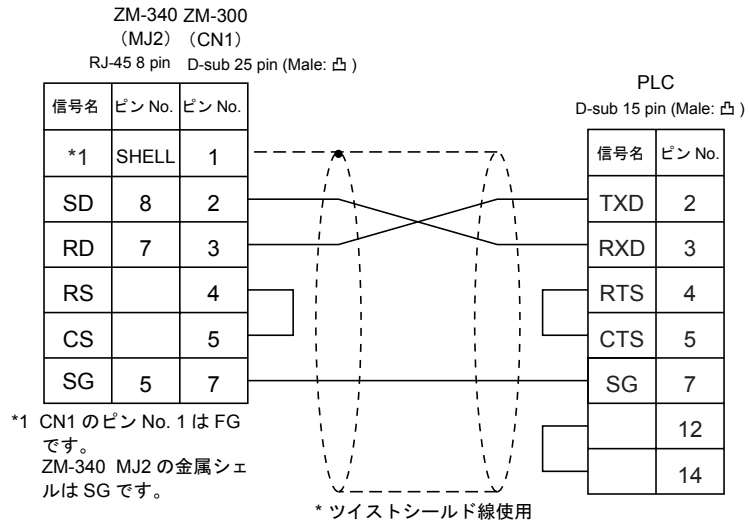 ZM-340 ZM-300
（MJ2）（CN1）
RJ-45 8 pin D-sub 25 pin (Male: 凸 )
信号名 ピン No. ピン No.
*1 SHELL 1
SD 8 2
RD 7 3
RS 4
CS 5
SG 5 7
*1 CN1 のピン No. 1 は FG
です。
ZM-340 MJ2 の金属シェ
ルは SG です。
PLC
D-sub 15 pin (Male: 凸 )
信号名 ピン No.
TXD 2
RXD 3
RTS 4
CTS 5
SG 7
12
14
* ツイストシールド線使用